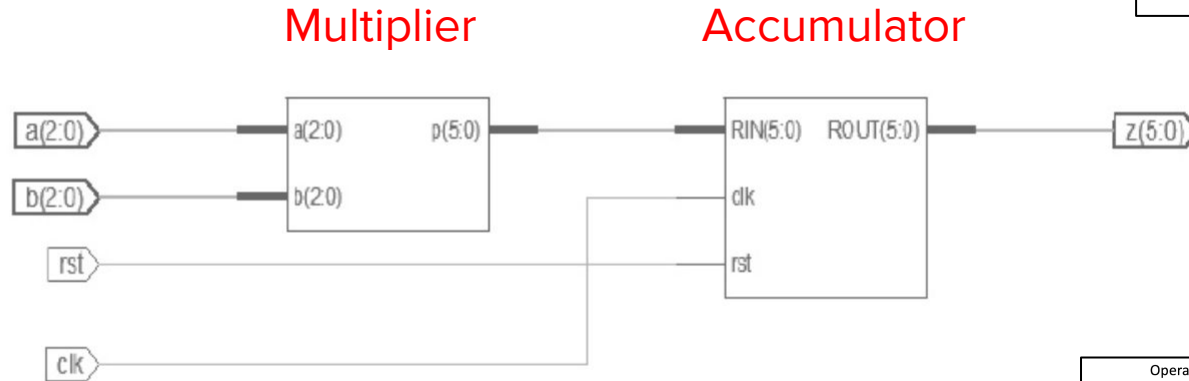 Multiplier Accumulator
a(2:0) a(2:0) p(5:0) RIN(5:0) ROUT(5:0) z(5:0)
b(2:0) b(2:0) clk
rst rst
clk
Opera